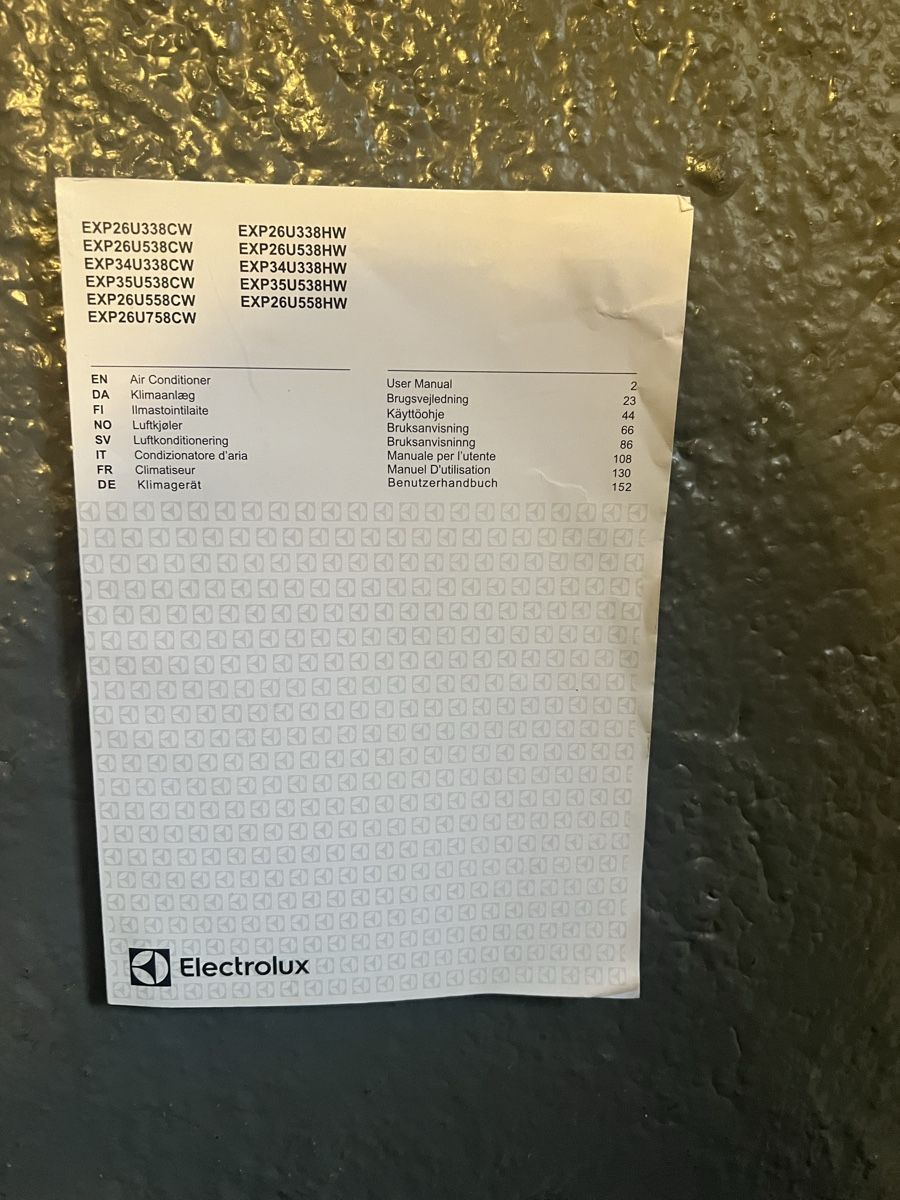 EXP26U338CW EXP26U338HW
EXP26U538CW EXP26U538HW
EXP34U338CW EXP34U338HW
EXP35U538CW EXP35U538HW
EXP26U558CW EXP26U558HW
EXP26U758CW
EN Air Conditioner User Manual 2
DA Klimaanlæg Brugsvejledning 23
FI Ilmastointilaite Käyttöohje 44
NO Luftkjøler Bruksanvisning 66
SV Luftkonditionering Bruksanvisninng 86
IT Condizionatore d'aria Manuale per l'utente 108
FR Climatiseur Manuel D'utilisation 130
DE Klimagerät Benutzerhandbuch 152
Electrolux